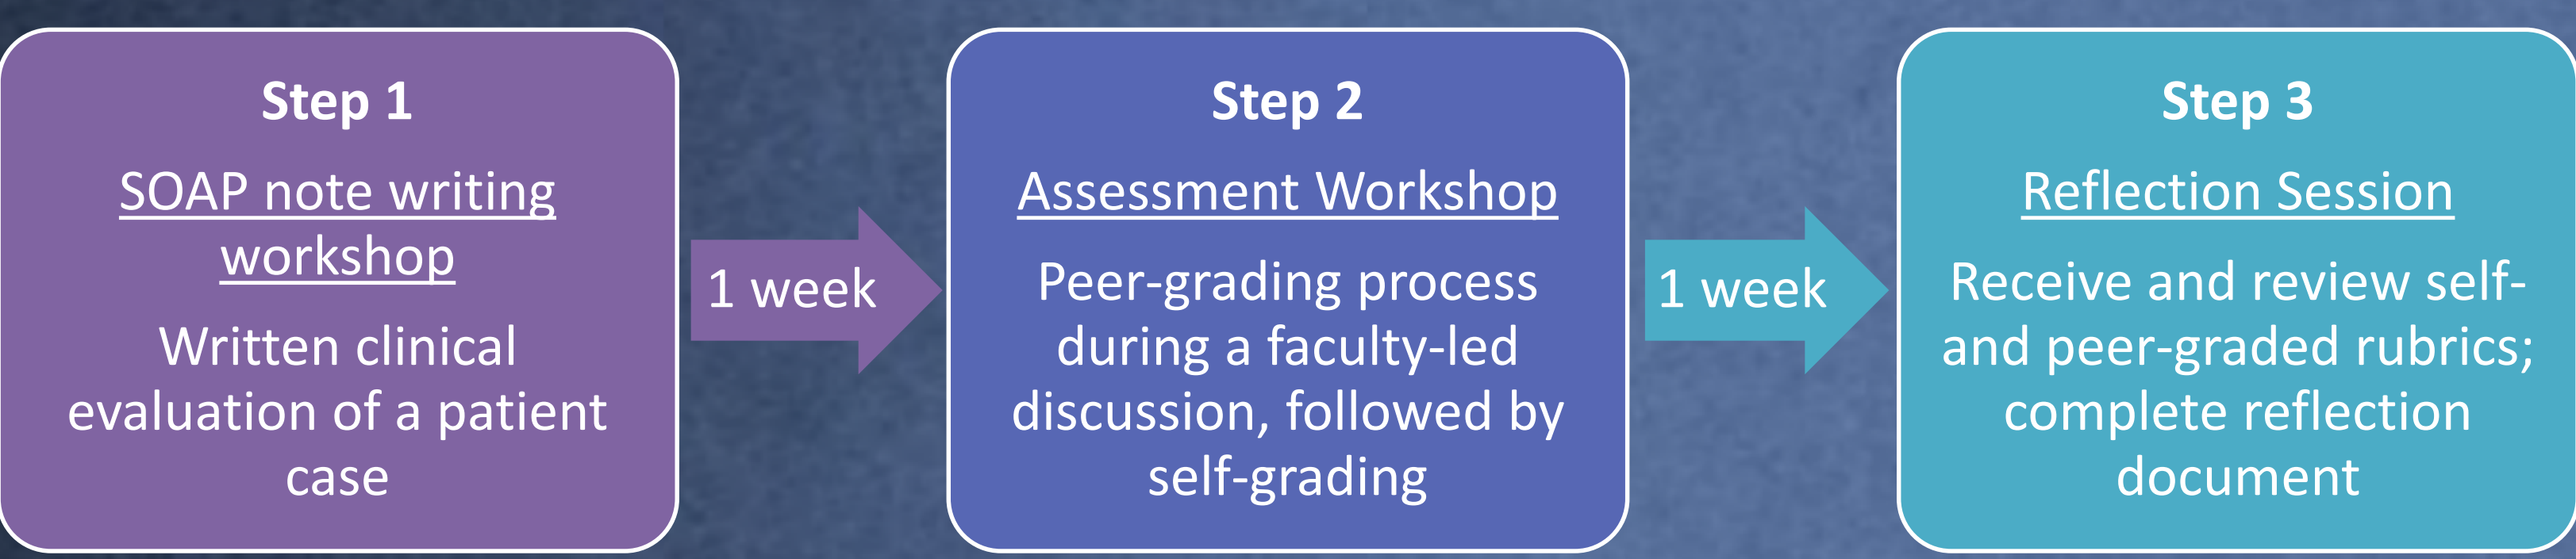 Step 1
SOAP note writing
workshop
Written clinical
evaluation of a patient
case
1 week
Step 2
Assessment Workshop
Peer-grading process
during a faculty-led
discussion, followed by
self-grading
1 week
Step 3
Reflection Session
Receive and review self-
and peer-graded rubrics;
complete reflection
document